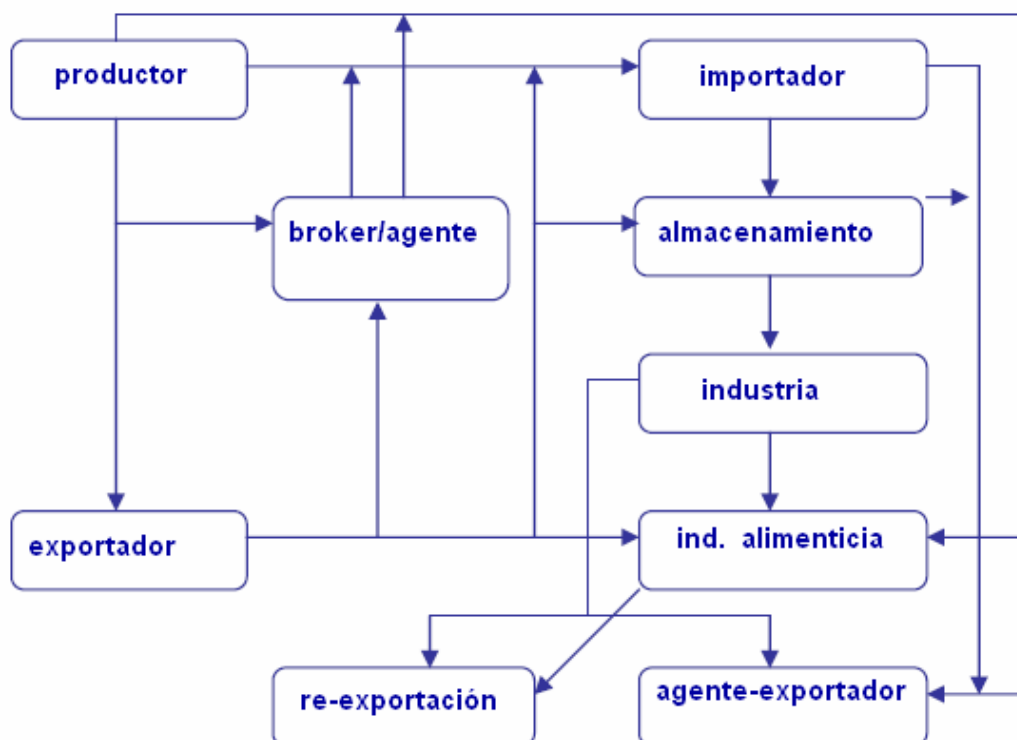 productor
importador
broker/agente
almacenamiento
industria
exportador
ind. alimenticia
re-exportación
agente-exportador